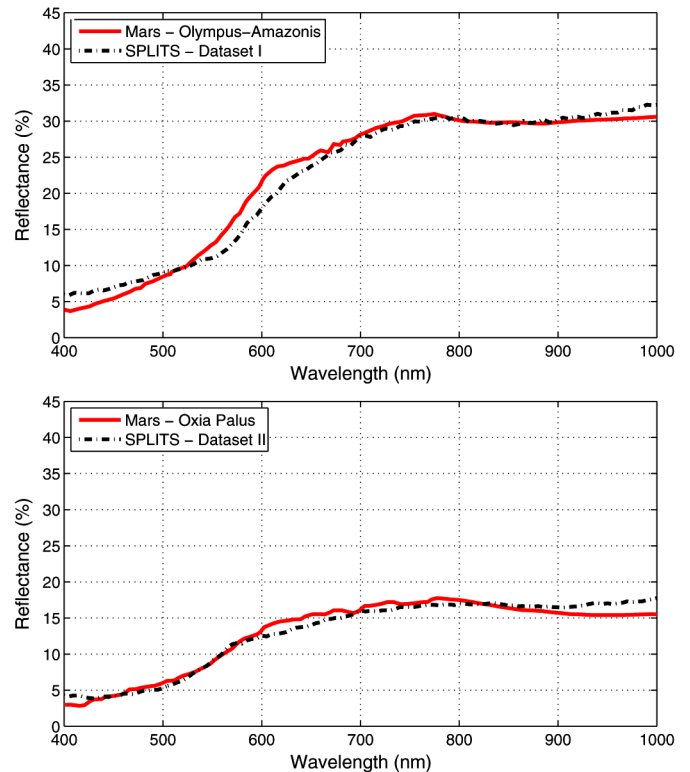 Mars − Olympus−Amazonis
SPLITS − Dataset I
45
40
35
30
25
20
15
10
5
0
Reflectance (%)
400 500 600 700 800 900 1000
Wavelength (nm)
Mars − Oxia Palus
SPLITS − Dataset II
45
40
35
30
25
20
15
10
5
0
Reflectance (%)
400 500 600 700 800 900 1000
Wavelength (nm)